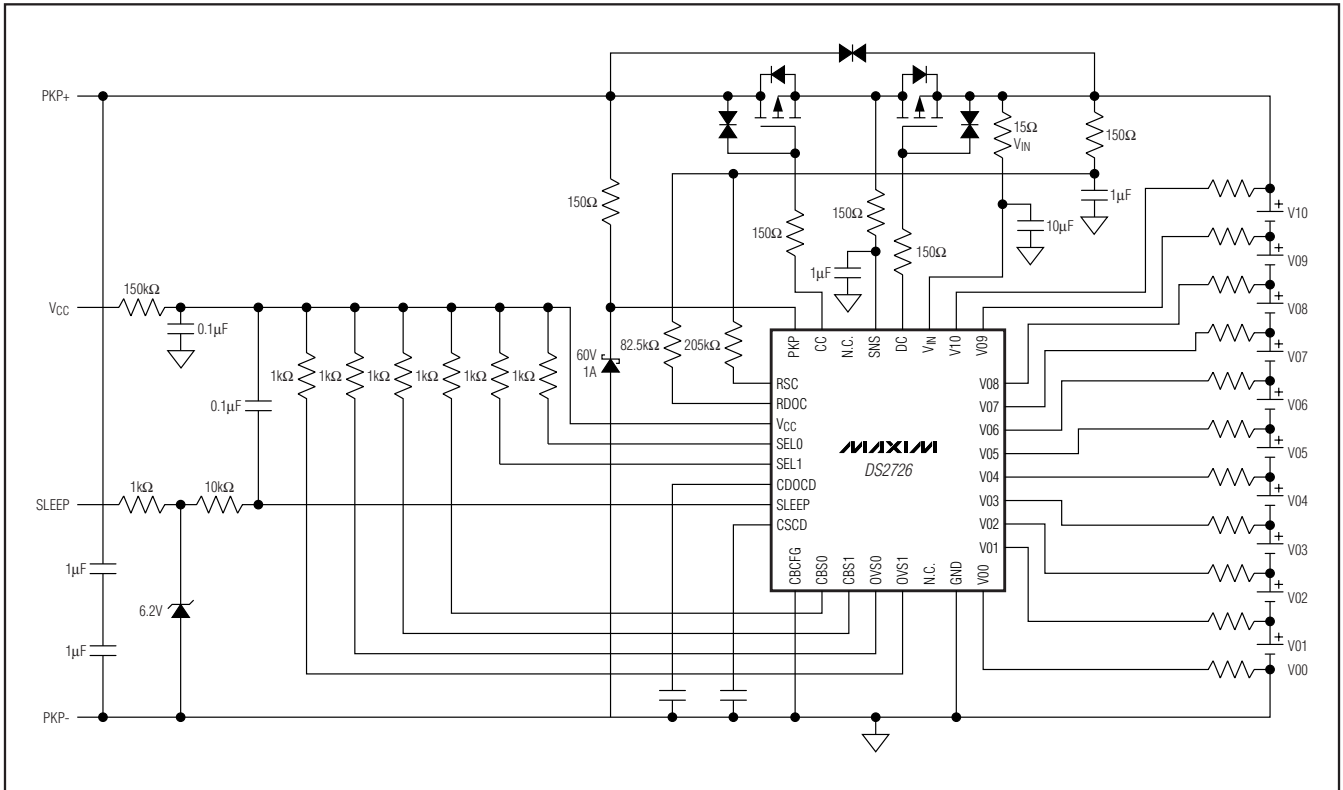 PKP+
15Ω
VIN
150Ω
150Ω
150Ω
150Ω
150Ω
1µF
10µF
1µF
V10
V09
V08
V07
V06
V05
V04
V03
V02
V01
V00
VCC
150kΩ
0.1µF
1kΩ
1kΩ
1kΩ
1kΩ
1kΩ
1kΩ
0.1µF
60V
1A
82.5kΩ
205kΩ
PKP
CC
N.C.
SNS
DC
VIN
V10
V09
RSC
RDOC
VCC
SEL0
SEL1
CDOCD
SLEEP
CSCD
MAXIM
DS2726
V08
V07
V06
V05
V04
V03
V02
V01
CBCFG
CBS0
CBS1
OVS0
OVS1
N.C.
GND
V00
SLEEP
1kΩ
10kΩ
1µF
6.2V
1µF
PKP-
+
+
+
+
+
+
+
+
+
+